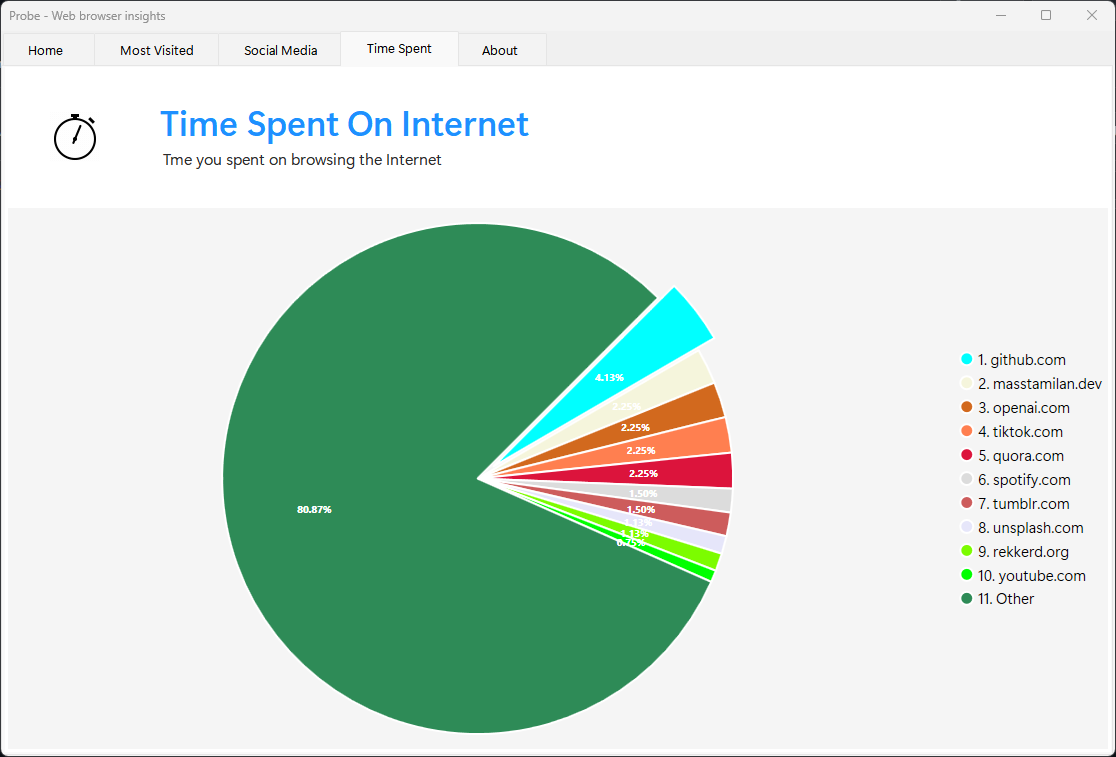 Probe - Web browser insights
Home Most Visited Social Media Time Spent About
Time Spent On Internet
Tme you spent on browsing the Internet
4.13%
2.25%
2.25%
2.25%
2.25%
1.50%
1.50%
1.13%
1.13%
0.75%
80.87%
1. github.com
2. masstamilan.dev
3. openai.com
4. tiktok.com
5. quora.com
6. spotify.com
7. tumblr.com
8. unsplash.com
9. rekkerd.org
10. youtube.com
11. Other